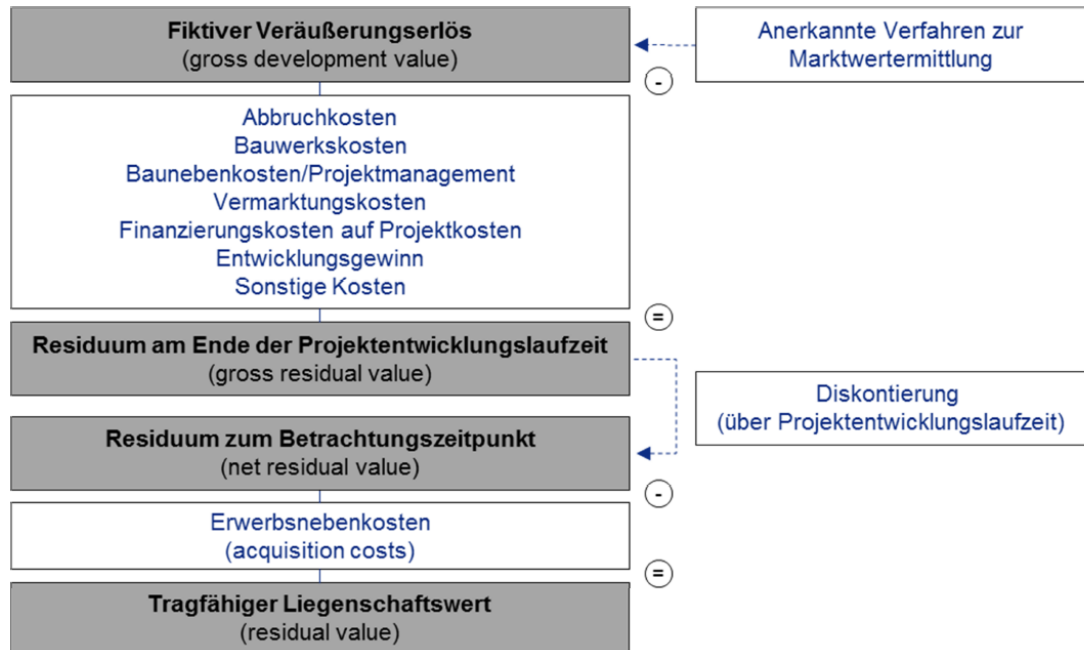 Fiktiver Veräußerungserlös
(gross development value)
Anerkannte Verfahren zur
Marktwertermittlung
-
Abbruchkosten
Bauwerkskosten
Baunebenkosten/Projektmanagement
Vermarktungskosten
Finanzierungskosten auf Projektkosten
Entwicklungsgewinn
Sonstige Kosten
=
Residuum am Ende der Projektentwicklungslaufzeit
(gross residual value)
Diskontierung
(über Projektentwicklungslaufzeit)
Residuum zum Betrachtungszeitpunkt
(net residual value)
-
Erwerbsnebenkosten
(acquisition costs)
=
Tragfähiger Liegenschaftswert
(residual value)